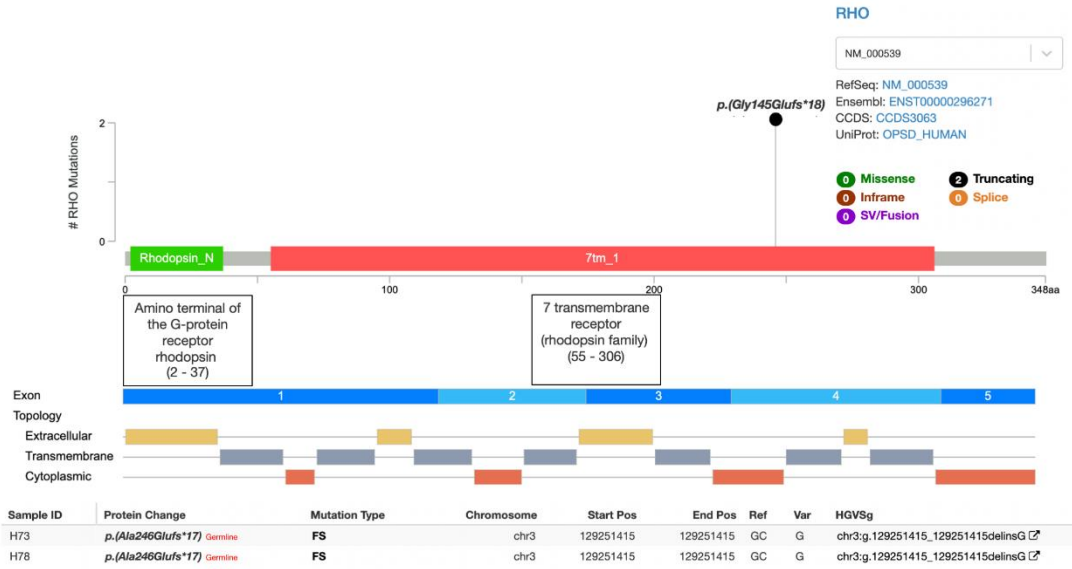 RHO
NM_000539
RefSeq: NM_000539
Ensembl: ENST00000296271
CCDS: CCDS3063
UniProt: OPSD_HUMAN
p.(Gly145Glufs*18)
2
0
# RHO Mutations
0 Missense 2 Truncating
0 Inframe 0 Splice
0 SV/Fusion
Rhodopsin_N 7tm_1
0 100 200 300 348aa
Amino terminal of
the G-protein
receptor
rhodopsin
(2 - 37)
7 transmembrane
receptor
(rhodopsin family)
(55 - 306)
Exon 1 2 3 4 5
Topology
Extracellular
Transmembrane
Cytoplasmic
Sample ID Protein Change Mutation Type Chromosome Start Pos End Pos Ref Var HGVSg
H73 p.(Ala246Glufs*17) Germline FS chr3 129251415 129251415 GC G chr3:g.129251415_129251415delinsG
H78 p.(Ala246Glufs*17) Germline FS chr3 129251415 129251415 GC G chr3:g.129251415_129251415delinsG